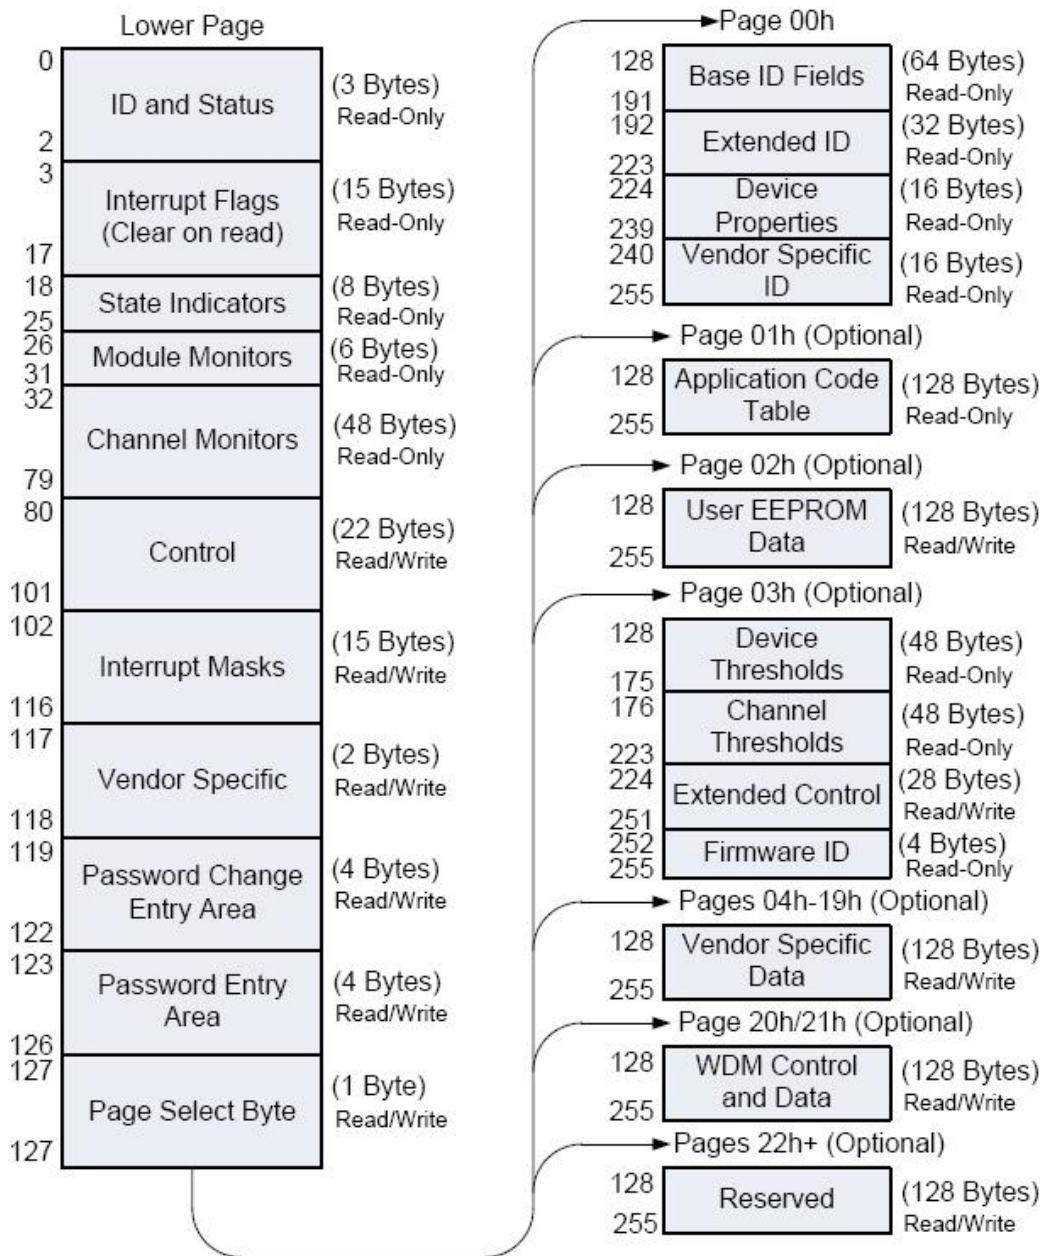 Lower Page
0
ID and Status
(3 Bytes)
Read-Only
2
3
Interrupt Flags
(Clear on read)
(15 Bytes)
Read-Only
17
18
State Indicators
(8 Bytes)
Read-Only
25
26
Module Monitors
(6 Bytes)
Read-Only
31
32
Channel Monitors
(48 Bytes)
Read-Only
79
80
Control
(22 Bytes)
Read/Write
101
102
Interrupt Masks
(15 Bytes)
Read/Write
116
117
Vendor Specific
(2 Bytes)
Read/Write
118
119
Password Change
Entry Area
(4 Bytes)
Read/Write
122
123
Password Entry
Area
(4 Bytes)
Read/Write
126
127
Page Select Byte
(1 Byte)
Read/Write
127
Page 00h
128
Base ID Fields
(64 Bytes)
Read-Only
191
192
Extended ID
(32 Bytes)
Read-Only
223
224
Device
Properties
(16 Bytes)
Read-Only
239
240
Vendor Specific
ID
(16 Bytes)
Read-Only
255
Page 01h (Optional)
128
Application Code
Table
(128 Bytes)
Read-Only
255
Page 02h (Optional)
128
User EEPROM
Data
(128 Bytes)
Read/Write
255
Page 03h (Optional)
128
Device
Thresholds
(48 Bytes)
Read-Only
175
176
Channel
Thresholds
(48 Bytes)
Read-Only
223
224
Extended Control
(28 Bytes)
Read/Write
251
252
Firmware ID
(4 Bytes)
Read-Only
255
Pages 04h-19h (Optional)
128
Vendor Specific
Data
(128 Bytes)
Read/Write
255
Page 20h/21h (Optional)
128
WDM Control
and Data
(128 Bytes)
Read/Write
255
Pages 22h+ (Optional)
128
Reserved
(128 Bytes)
Read/Write
255